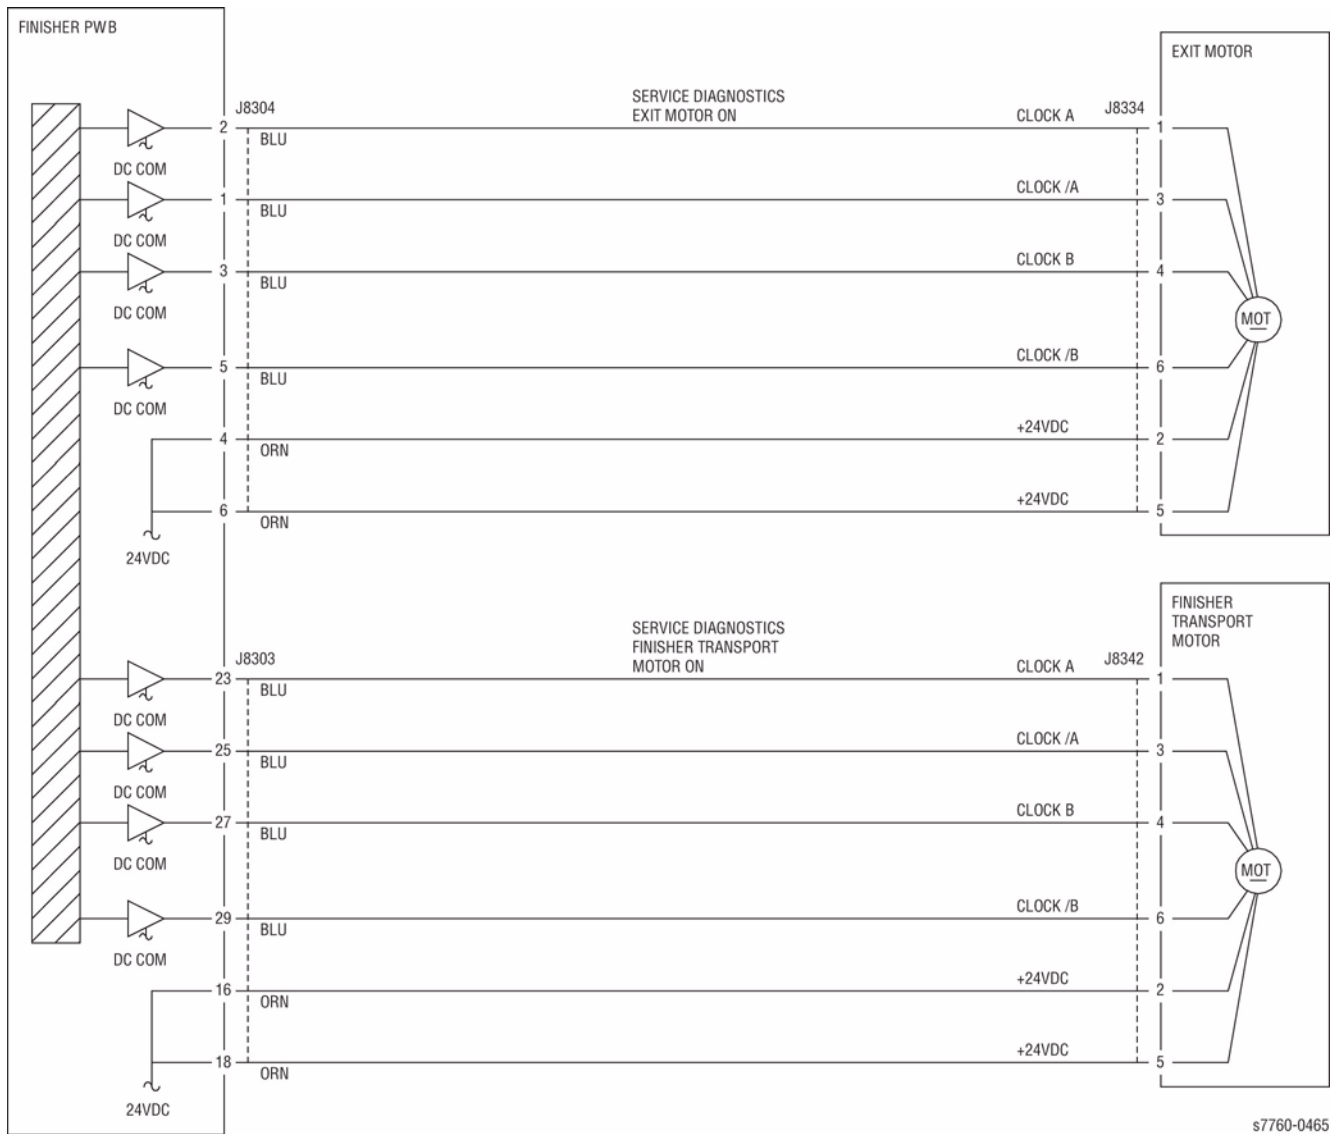 FINISHER PWB
EXIT MOTOR
J8304
SERVICE DIAGNOSTICS
EXIT MOTOR ON
CLOCK A
J8334
2
BLU
1
DC COM
CLOCK /A
1
BLU
3
DC COM
CLOCK B
3
BLU
4
DC COM
MOT
CLOCK /B
5
BLU
6
DC COM
+24VDC
4
ORN
2
+24VDC
6
ORN
5
24VDC
FINISHER
TRANSPORT
MOTOR
SERVICE DIAGNOSTICS
FINISHER TRANSPORT
MOTOR ON
J8303
CLOCK A
J8342
23
BLU
1
DC COM
CLOCK /A
25
BLU
3
DC COM
CLOCK B
27
BLU
4
DC COM
MOT
CLOCK /B
29
BLU
6
DC COM
+24VDC
16
ORN
2
+24VDC
18
ORN
5
24VDC
s7760-0465